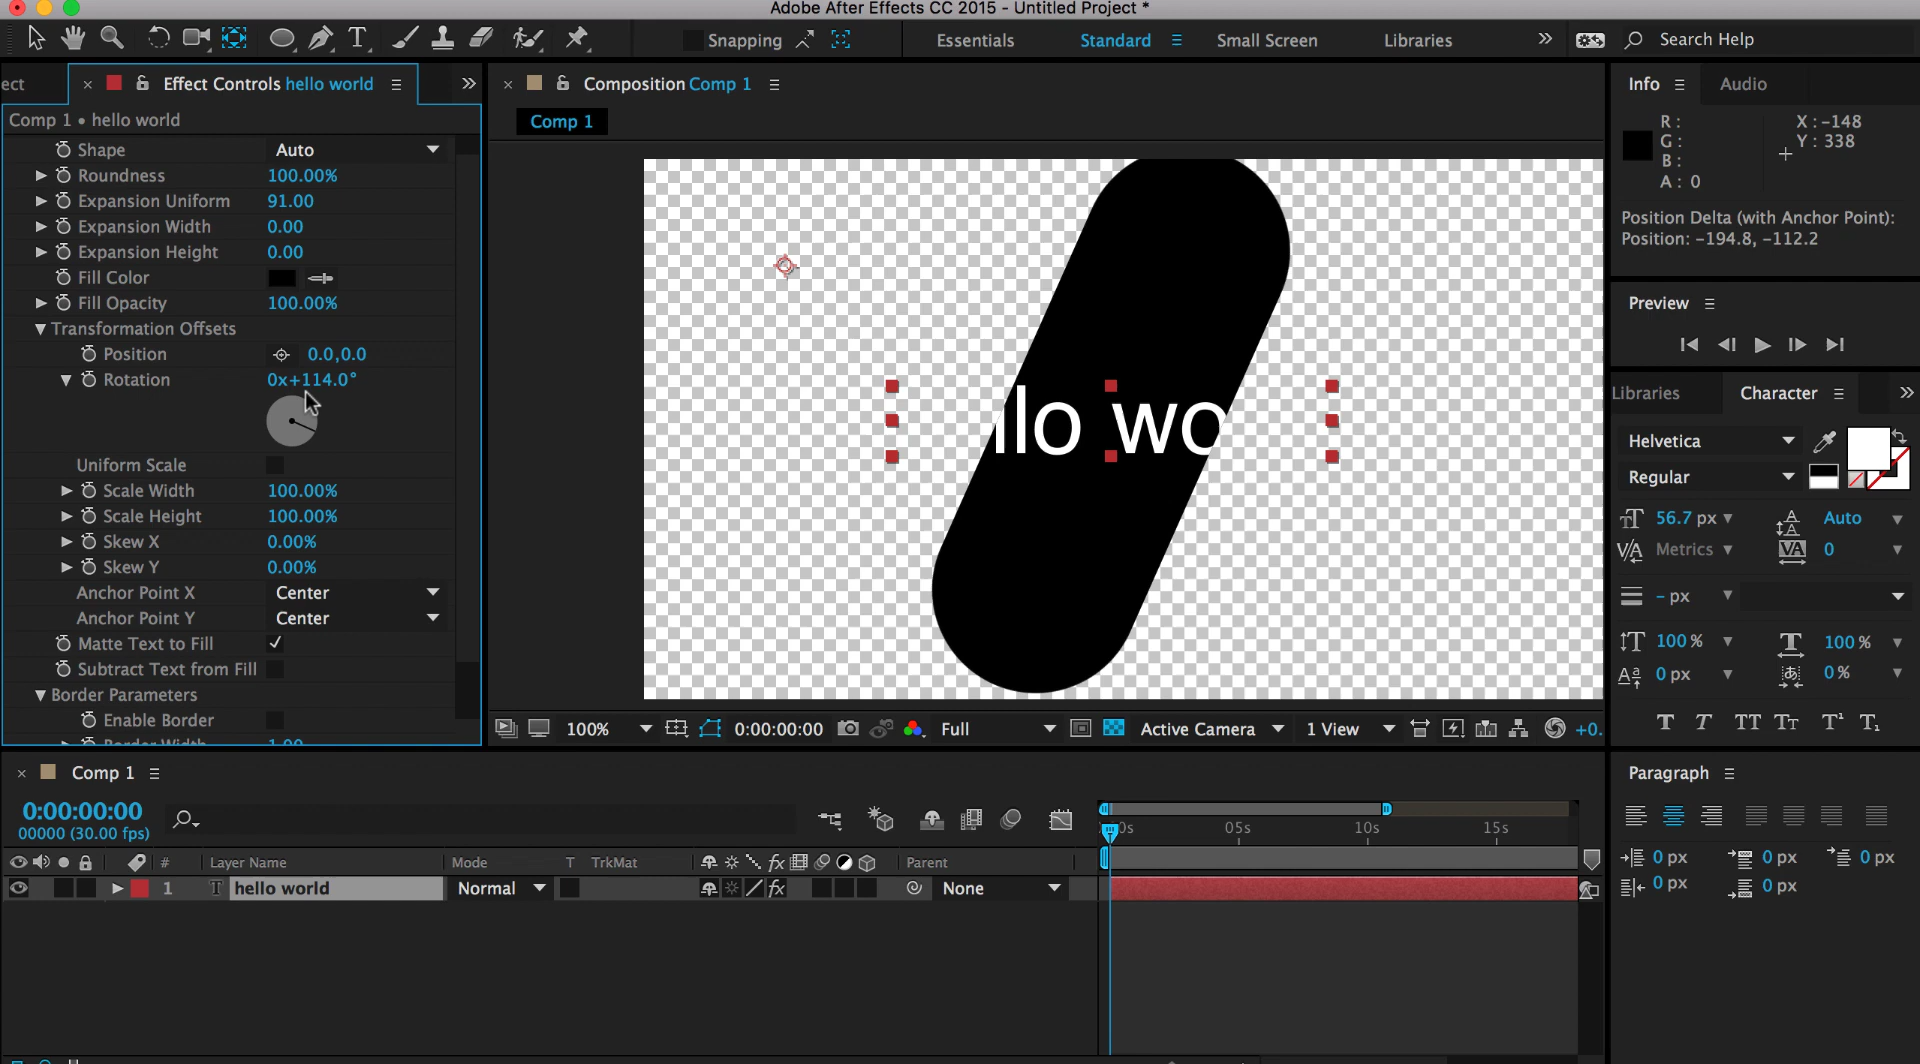 Adobe After Effects CC 2015 - Untitled Project *
Snapping
Essentials
Standard
Small Screen
Libraries
Search Help
ect
Effect Controls hello world
Comp 1 • hello world
Shape Auto
Roundness 100.00%
Expansion Uniform 91.00
Expansion Width 0.00
Expansion Height 0.00
Fill Color
Fill Opacity 100.00%
Transformation Offsets
Position 0.0,0.0
Rotation 0x+114.0°
Uniform Scale
Scale Width 100.00%
Scale Height 100.00%
Skew X 0.00%
Skew Y 0.00%
Anchor Point X Center
Anchor Point Y Center
Matte Text to Fill
Subtract Text from Fill
Border Parameters
Enable Border
Border Width 1.00
Composition Comp 1
Comp 1
llo wo
100% 0:00:00:00 Full Active Camera 1 View +0.
Info Audio
R : X : -148
G : Y : 338
B :
A : 0
Position Delta (with Anchor Point):
Position: -194.8, -112.2
Preview
Libraries Character
Helvetica
Regular
56.7 px Auto
Metrics 0
- px
100% 100%
0 px 0%
Paragraph
0 px 0 px 0 px
0 px 0 px
Comp 1
0:00:00:00
00000 (30.00 fps)
0s 05s 10s 15s
# Layer Name Mode T TrkMat fx Parent
1 T hello world Normal fx None